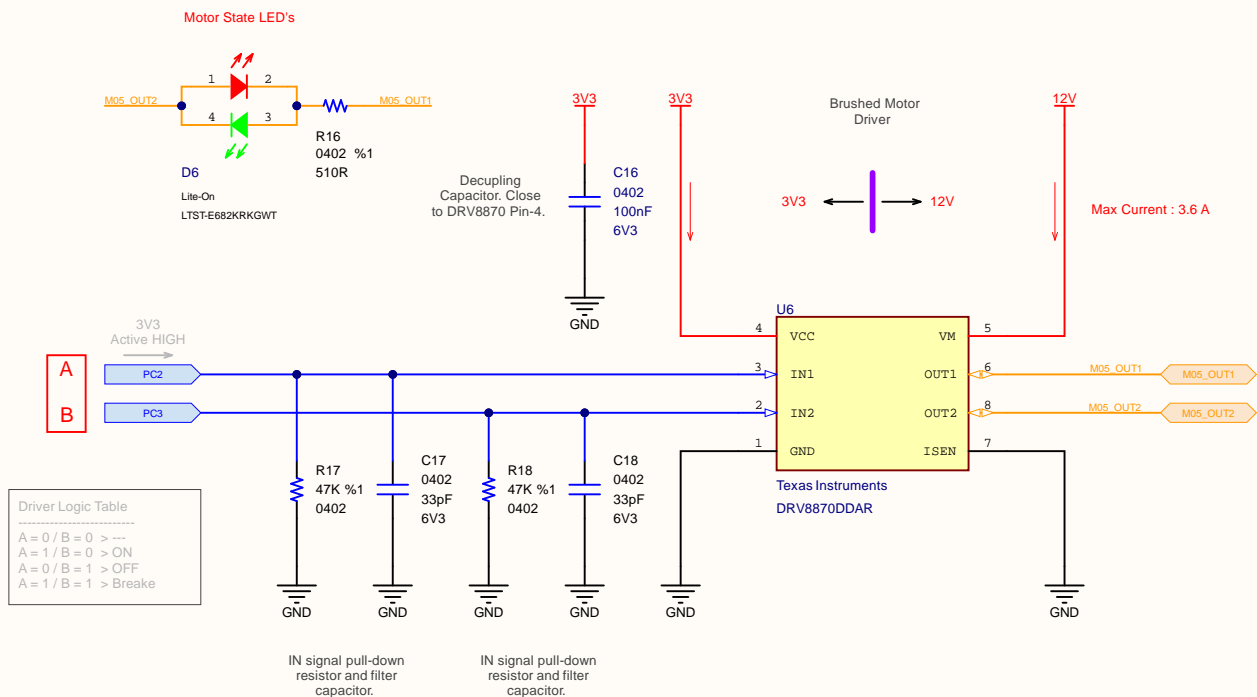 Motor State LED's
1
2
M05_OUT2
M05_OUT1
4
3
R16
0402 %1
510R
D6
Lite-On
LTST-E682KRKGWT
3V3
3V3
Brushed Motor
Driver
12V
Decupling
Capacitor. Close
to DRV8870 Pin-4.
C16
0402
100nF
6V3
3V3
12V
Max Current : 3.6 A
GND
U6
3V3
Active HIGH
4
VCC
VM
5
A
PC2
3
IN1
OUT1
6
M05_OUT1
M05_OUT1
B
PC3
2
IN2
OUT2
8
M05_OUT2
M05_OUT2
1
GND
ISEN
7
R17
47K %1
0402
C17
0402
33pF
6V3
R18
47K %1
0402
C18
0402
33pF
6V3
Texas Instruments
DRV8870DDAR
Driver Logic Table
--------------------------
A = 0 / B = 0 > ---
A = 1 / B = 0 > ON
A = 0 / B = 1 > OFF
A = 1 / B = 1 > Breake
GND
GND
GND
GND
GND
GND
IN signal pull-down
resistor and filter
capacitor.
IN signal pull-down
resistor and filter
capacitor.